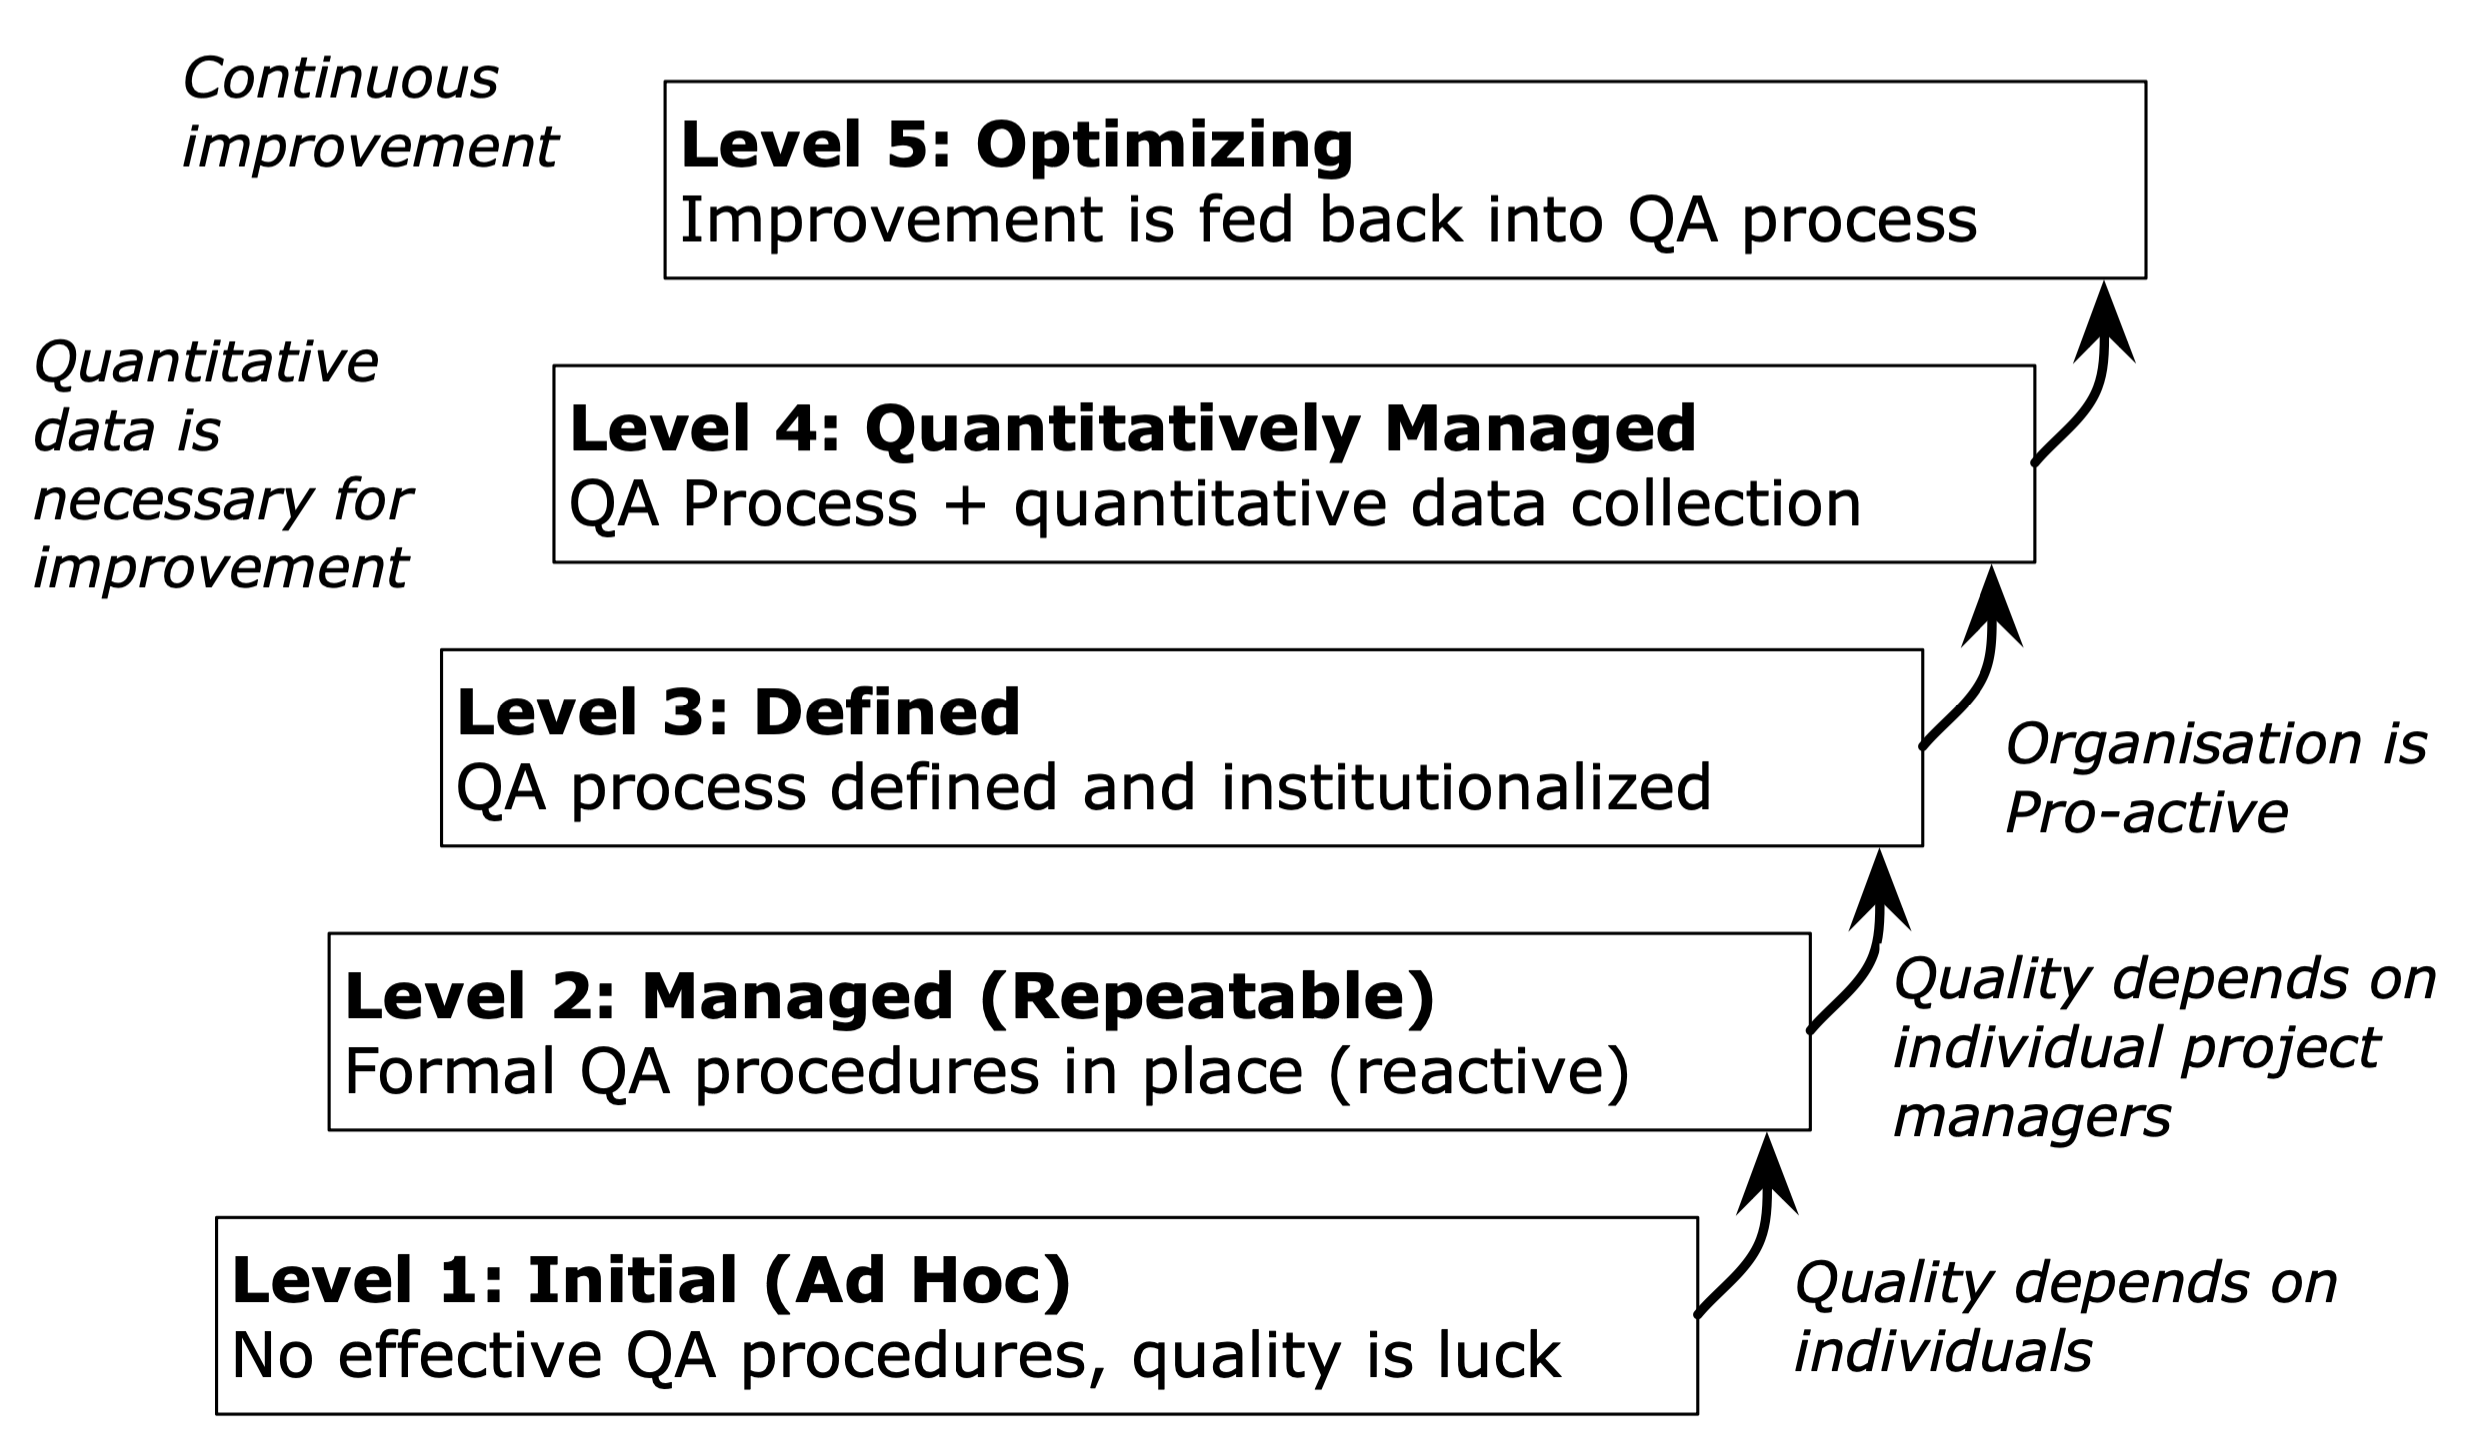 Continuous
improvement
Level 5: Optimizing
Improvement is fed back into QA process
Quantitative
data is
necessary for
improvement
Level 4: Quantitatively Managed
QA Process + quantitative data collection
Level 3: Defined
QA process defined and institutionalized
Organisation is
Pro-active
Level 2: Managed (Repeatable)
Formal QA procedures in place (reactive)
Quality depends on
individual project
managers
Level 1: Initial (Ad Hoc)
No effective QA procedures, quality is luck
Quality depends on
individuals